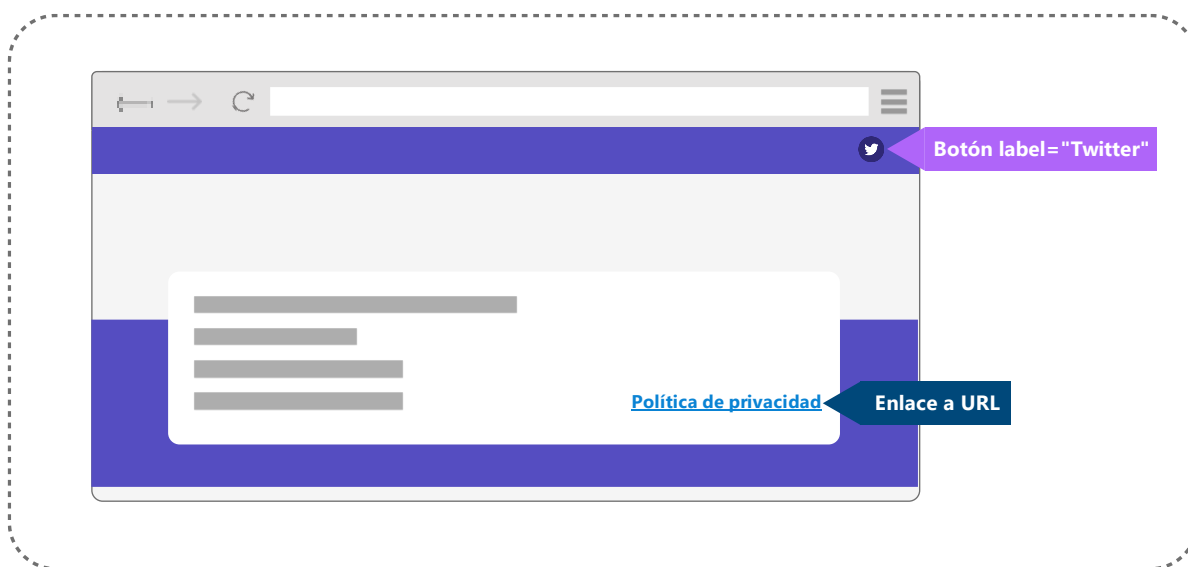 Botón label="Twitter"
Política de privacidad
Enlace a URL